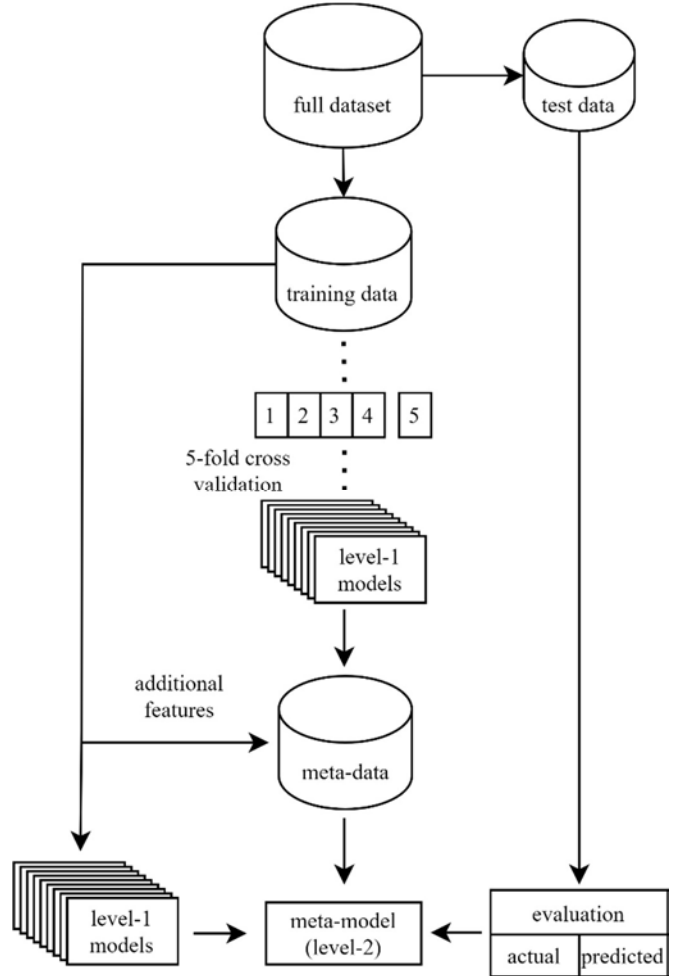 full dataset
test data
training data
1 2 3 4 5
5-fold cross
validation
level-1
models
additional
features
meta-data
level-1
models
meta-model
(level-2)
evaluation
actual predicted